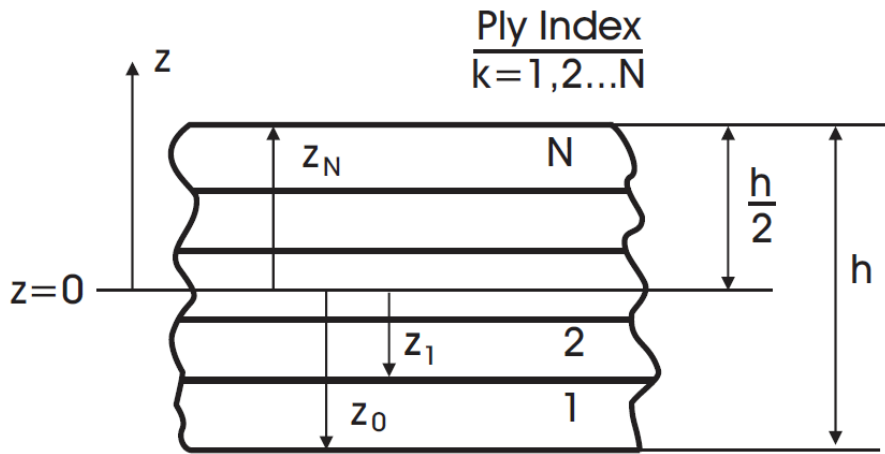 Ply Index
k=1,2...N
z
z_N
N
h
2
z=0
h
z_1
2
z_0
1